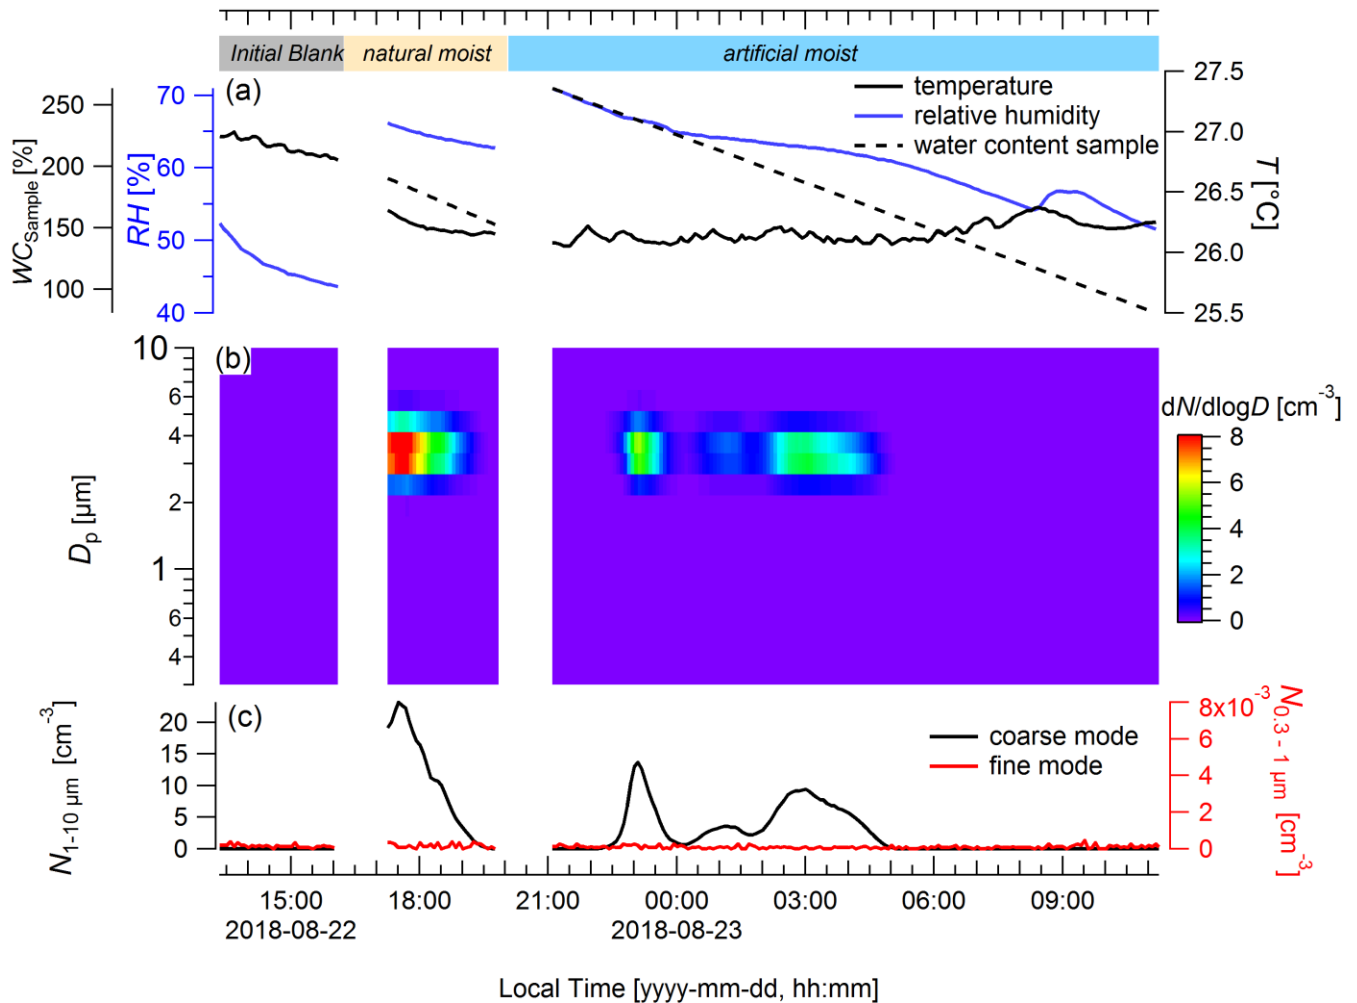 Initial Blank natural moist artificial moist
(a)
temperature
relative humidity
water content sample
WCSample [%]
250
200
150
100
RH [%]
70
60
50
40
T [°C]
27.5
27.0
26.5
26.0
25.5
(b)
Dp [µm]
10
6
4
2
1
6
4
dN/dlogD [cm-3]
8
6
4
2
0
(c)
coarse mode
fine mode
N1-10 µm [cm-3]
20
15
10
5
0
8x10-3
6
4
2
0
N0.3 - 1 µm [cm-3]
15:00 18:00 21:00 00:00 03:00 06:00 09:00
2018-08-22 2018-08-23
Local Time [yyyy-mm-dd, hh:mm]